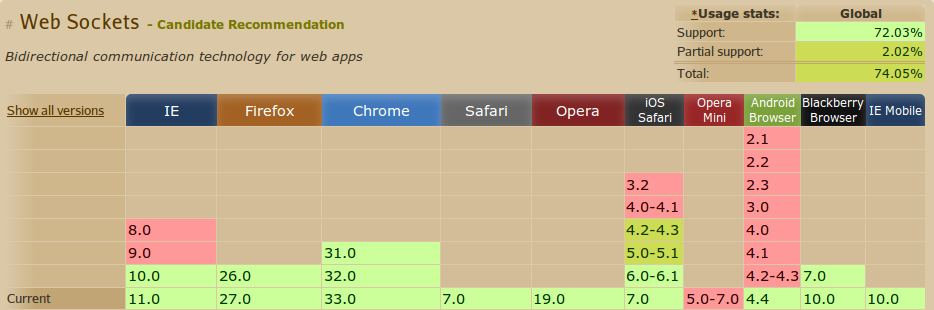 # Web Sockets - Candidate Recommendation
*Usage stats: Global
Support: 72.03%
Bidirectional communication technology for web apps
Partial support: 2.02%
Total: 74.05%
Show all versions IE Firefox Chrome Safari Opera iOS Safari Opera Mini Android Browser Blackberry Browser IE Mobile
2.1
2.2
3.2 2.3
4.0-4.1 3.0
8.0 4.2-4.3 4.0
9.0 31.0 5.0-5.1 4.1
10.0 26.0 32.0 6.0-6.1 4.2-4.3 7.0
Current 11.0 27.0 33.0 7.0 19.0 7.0 5.0-7.0 4.4 10.0 10.0